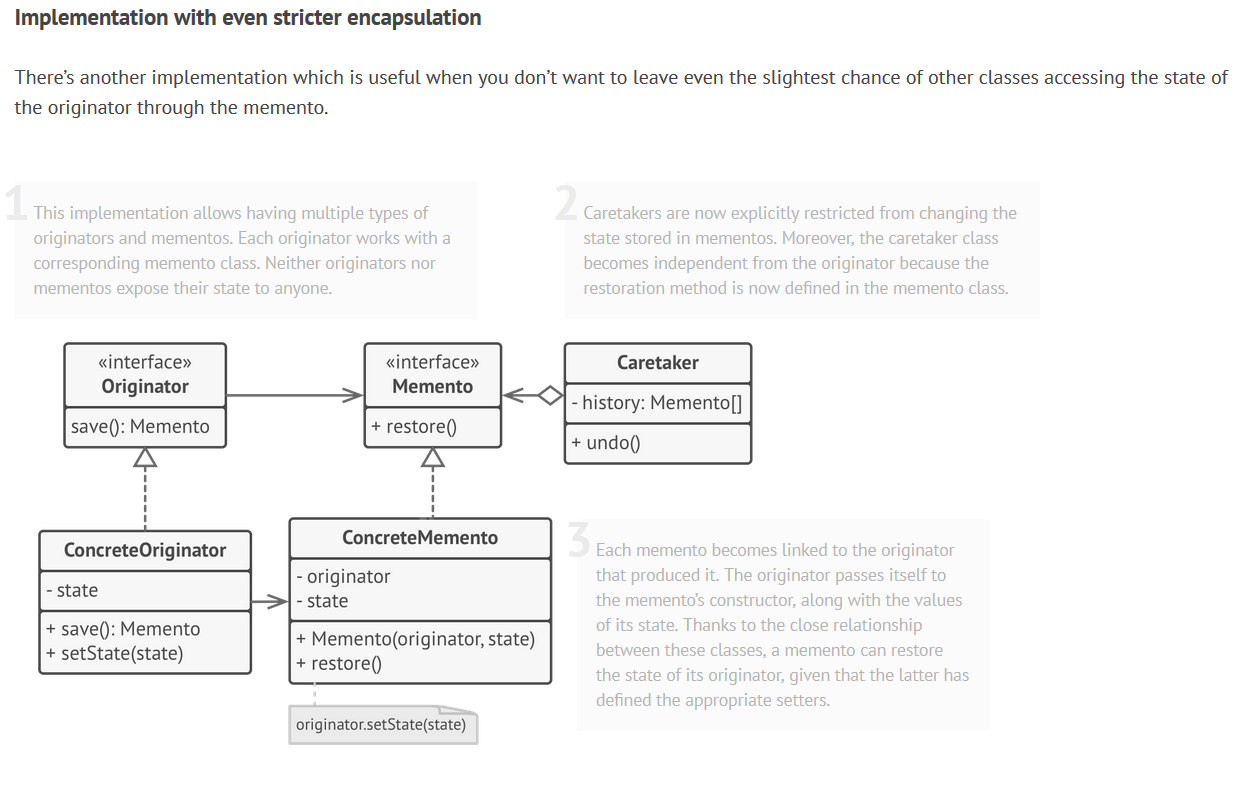 Implementation with even stricter encapsulation
There’s another implementation which is useful when you don’t want to leave even the slightest chance of other classes accessing the state of
the originator through the memento.
1
This implementation allows having multiple types of
originators and mementos. Each originator works with a
corresponding memento class. Neither originators nor
mementos expose their state to anyone.
2
Caretakers are now explicitly restricted from changing the
state stored in mementos. Moreover, the caretaker class
becomes independent from the originator because the
restoration method is now defined in the memento class.
«interface»
Originator
save(): Memento
«interface»
Memento
+ restore()
Caretaker
- history: Memento[]
+ undo()
ConcreteOriginator
- state
+ save(): Memento
+ setState(state)
ConcreteMemento
- originator
- state
+ Memento(originator, state)
+ restore()
originator.setState(state)
3
Each memento becomes linked to the originator
that produced it. The originator passes itself to
the memento’s constructor, along with the values
of its state. Thanks to the close relationship
between these classes, a memento can restore
the state of its originator, given that the latter has
defined the appropriate setters.